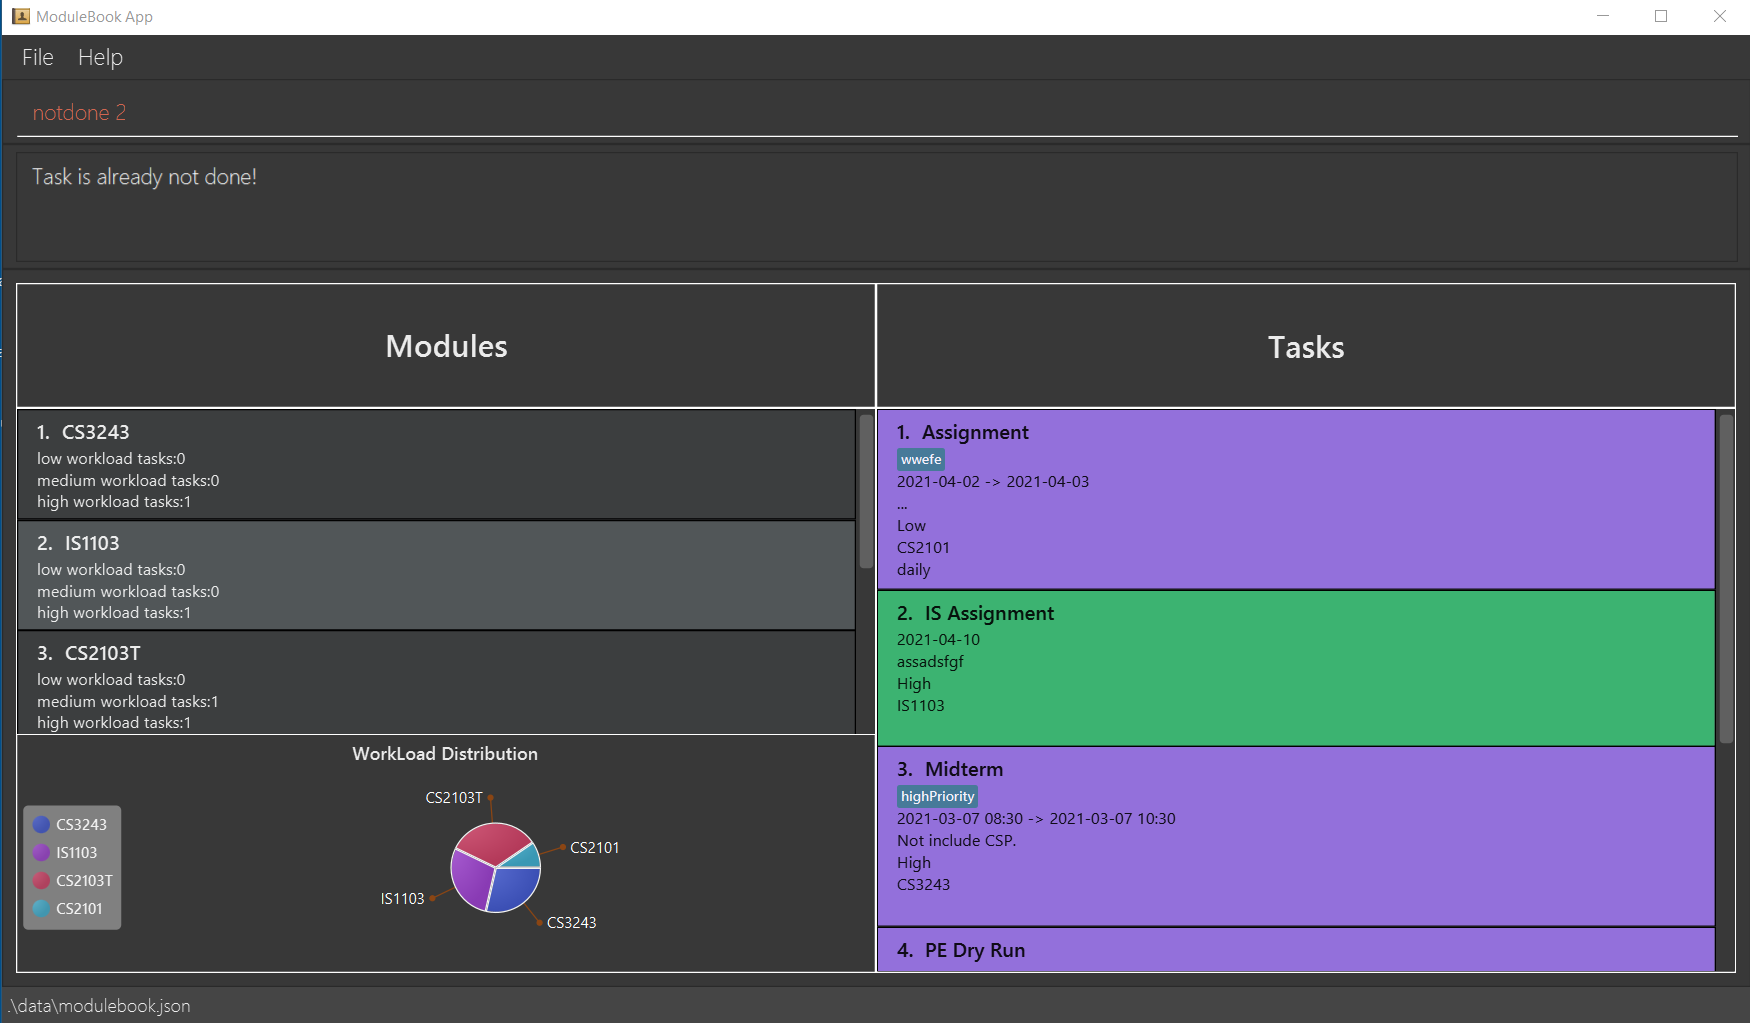 ModuleBook App
File Help
notdone 2
Task is already not done!
Modules
1. CS3243
low workload tasks:0
medium workload tasks:0
high workload tasks:1
2. IS1103
low workload tasks:0
medium workload tasks:0
high workload tasks:1
3. CS2103T
low workload tasks:0
medium workload tasks:1
high workload tasks:1
WorkLoad Distribution
CS2103T
CS2101
IS1103
CS3243
CS3243
IS1103
CS2103T
CS2101
Tasks
1. Assignment
wwefe
2021-04-02 -> 2021-04-03
...
Low
CS2101
daily
2. IS Assignment
2021-04-10
assadsfgf
High
IS1103
3. Midterm
highPriority
2021-03-07 08:30 -> 2021-03-07 10:30
Not include CSP.
High
CS3243
4. PE Dry Run
.\data\modulebook.json